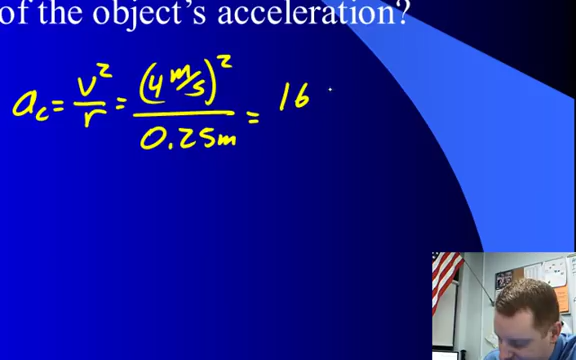 of the object's acceleration?
a_c = v²/r = (4 m/s)²/0.25m = 16